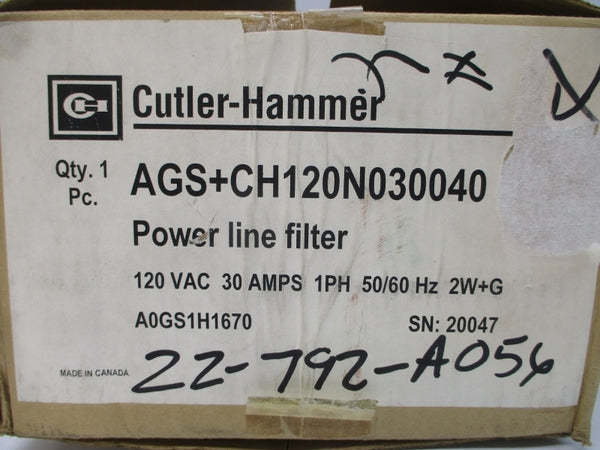 CH Cutler-Hammer
Qty. 1
Pc.
AGS+CH120N030040
Power line filter
120 VAC 30 AMPS 1PH 50/60 Hz 2W+G
A0GS1H1670 SN: 20047
MADE IN CANADA
22-792-A056